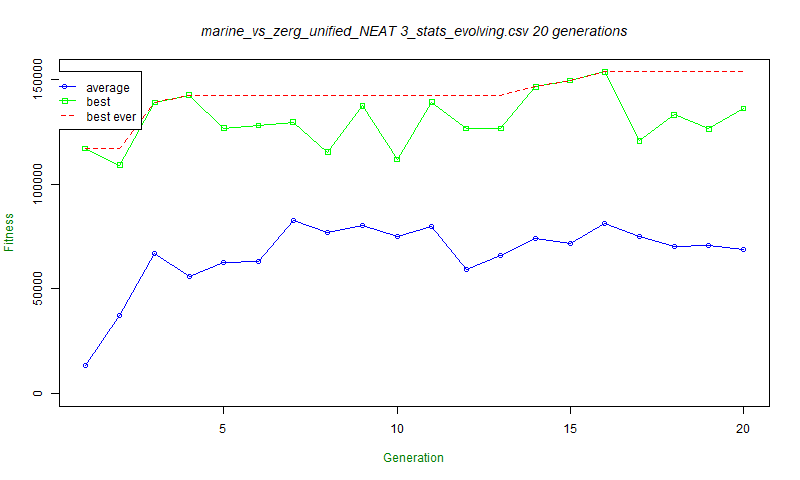 marine_vs_zerg_unified_NEAT 3_stats_evolving.csv 20 generations
average
best
best ever
150000
100000
50000
0
Fitness
5 10 15 20
Generation